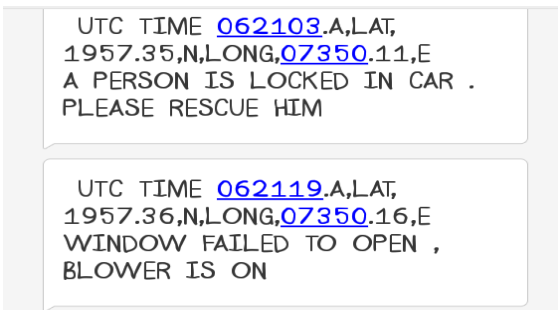 UTC TIME 062103.A,LAT,
1957.35,N,LONG,07350.11,E
A PERSON IS LOCKED IN CAR .
PLEASE RESCUE HIM
UTC TIME 062119.A,LAT,
1957.36,N,LONG,07350.16,E
WINDOW FAILED TO OPEN ,
BLOWER IS ON